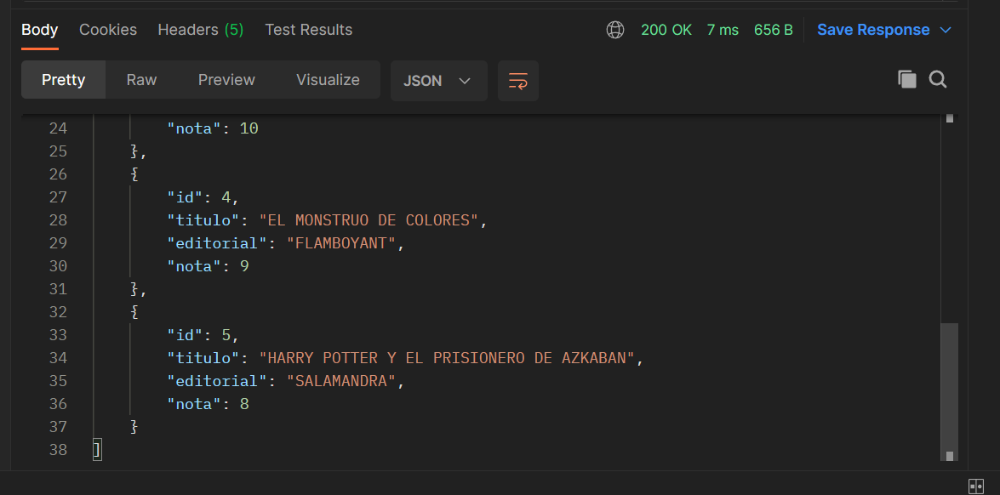 Body Cookies Headers (5) Test Results 200 OK 7 ms 656 B Save Response
Pretty Raw Preview Visualize JSON
24 "nota": 10
25 },
26 {
27 "id": 4,
28 "titulo": "EL MONSTRUO DE COLORES",
29 "editorial": "FLAMBOYANT",
30 "nota": 9
31 },
32 {
33 "id": 5,
34 "titulo": "HARRY POTTER Y EL PRISIONERO DE AZKABAN",
35 "editorial": "SALAMANDRA",
36 "nota": 8
37 }
38 ]